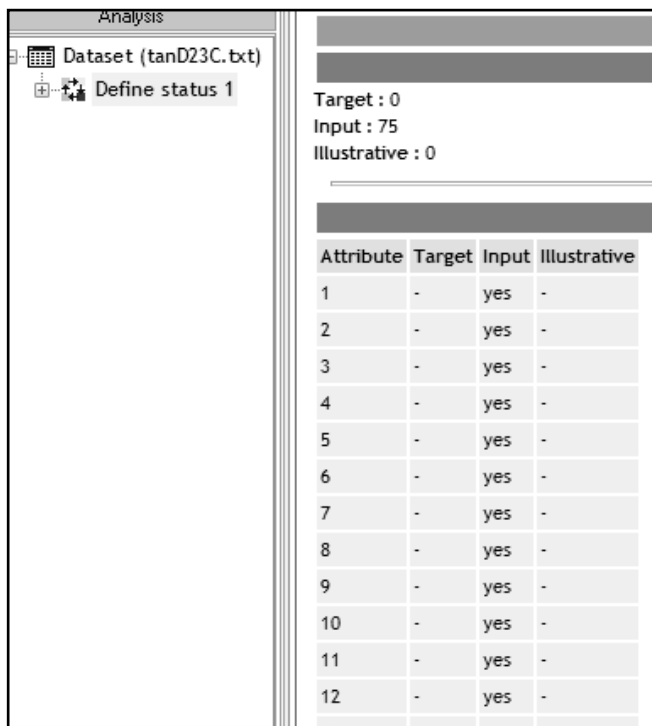 Analysis
Dataset (tanD23C.txt)
Define status 1
Target : 0
Input : 75
Illustrative : 0
Attribute Target Input Illustrative
1 - yes -
2 - yes -
3 - yes -
4 - yes -
5 - yes -
6 - yes -
7 - yes -
8 - yes -
9 - yes -
10 - yes -
11 - yes -
12 - yes -